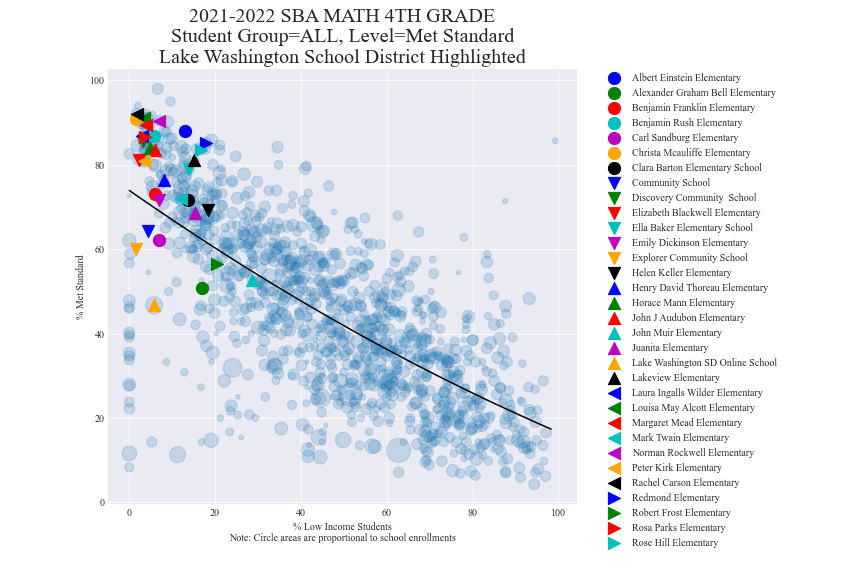 2021-2022 SBA MATH 4TH GRADE
Student Group=ALL, Level=Met Standard
Lake Washington School District Highlighted
100
80
60
40
20
0
% Met Standard
0 20 40 60 80 100
% Low Income Students
Note: Circle areas are proportional to school enrollments
Albert Einstein Elementary
Alexander Graham Bell Elementary
Benjamin Franklin Elementary
Benjamin Rush Elementary
Carl Sandburg Elementary
Christa Mcauliffe Elementary
Clara Barton Elementary School
Community School
Discovery Community  School
Elizabeth Blackwell Elementary
Ella Baker Elementary School
Emily Dickinson Elementary
Explorer Community School
Helen Keller Elementary
Henry David Thoreau Elementary
Horace Mann Elementary
John J Audubon Elementary
John Muir Elementary
Juanita Elementary
Lake Washington SD Online School
Lakeview Elementary
Laura Ingalls Wilder Elementary
Louisa May Alcott Elementary
Margaret Mead Elementary
Mark Twain Elementary
Norman Rockwell Elementary
Peter Kirk Elementary
Rachel Carson Elementary
Redmond Elementary
Robert Frost Elementary
Rosa Parks Elementary
Rose Hill Elementary